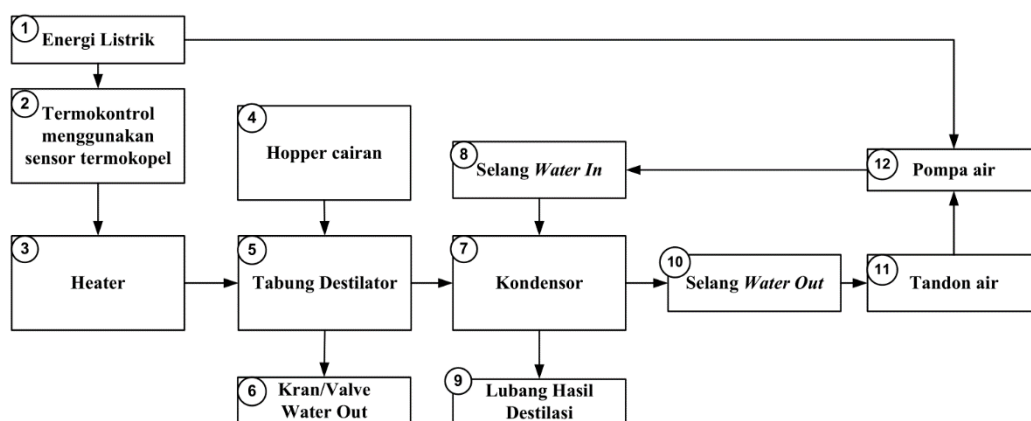 1
Energi Listrik
2
Termokontrol
menggunakan
sensor termokopel
3
Heater
4
Hopper cairan
5
Tabung Destilator
6
Kran/Valve
Water Out
7
Kondensor
8
Selang Water In
9
Lubang Hasil
Destilasi
10
Selang Water Out
11
Tandon air
12
Pompa air